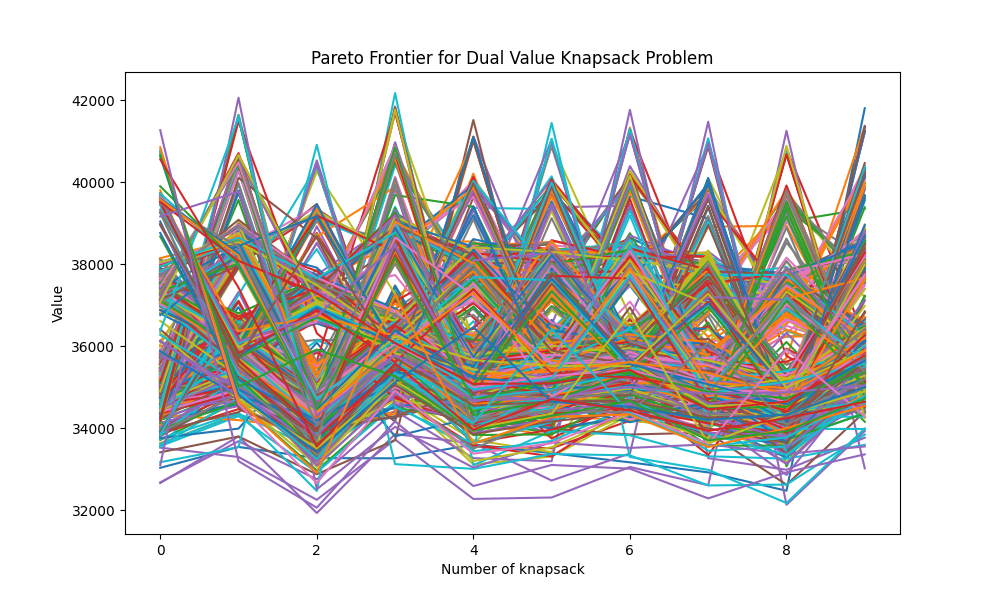 Pareto Frontier for Dual Value Knapsack Problem
42000
40000
38000
36000
34000
32000
Value
0 2 4 6 8
Number of knapsack